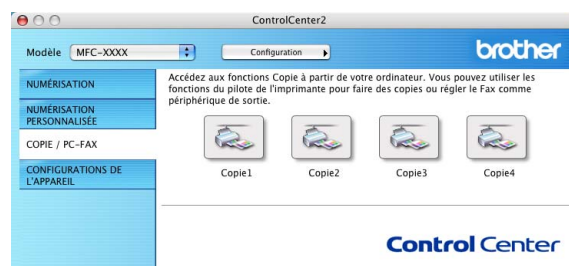 ControlCenter2
Modèle MFC-XXXX Configuration brother
NUMÉRISATION
NUMÉRISATION
PERSONNALISÉE
COPIE / PC-FAX
CONFIGURATIONS DE
L'APPAREIL
Accédez aux fonctions Copie à partir de votre ordinateur. Vous pouvez utiliser les
fonctions du pilote de l'imprimante pour faire des copies ou régler le Fax comme
périphérique de sortie.
Copie1 Copie2 Copie3 Copie4
Control Center